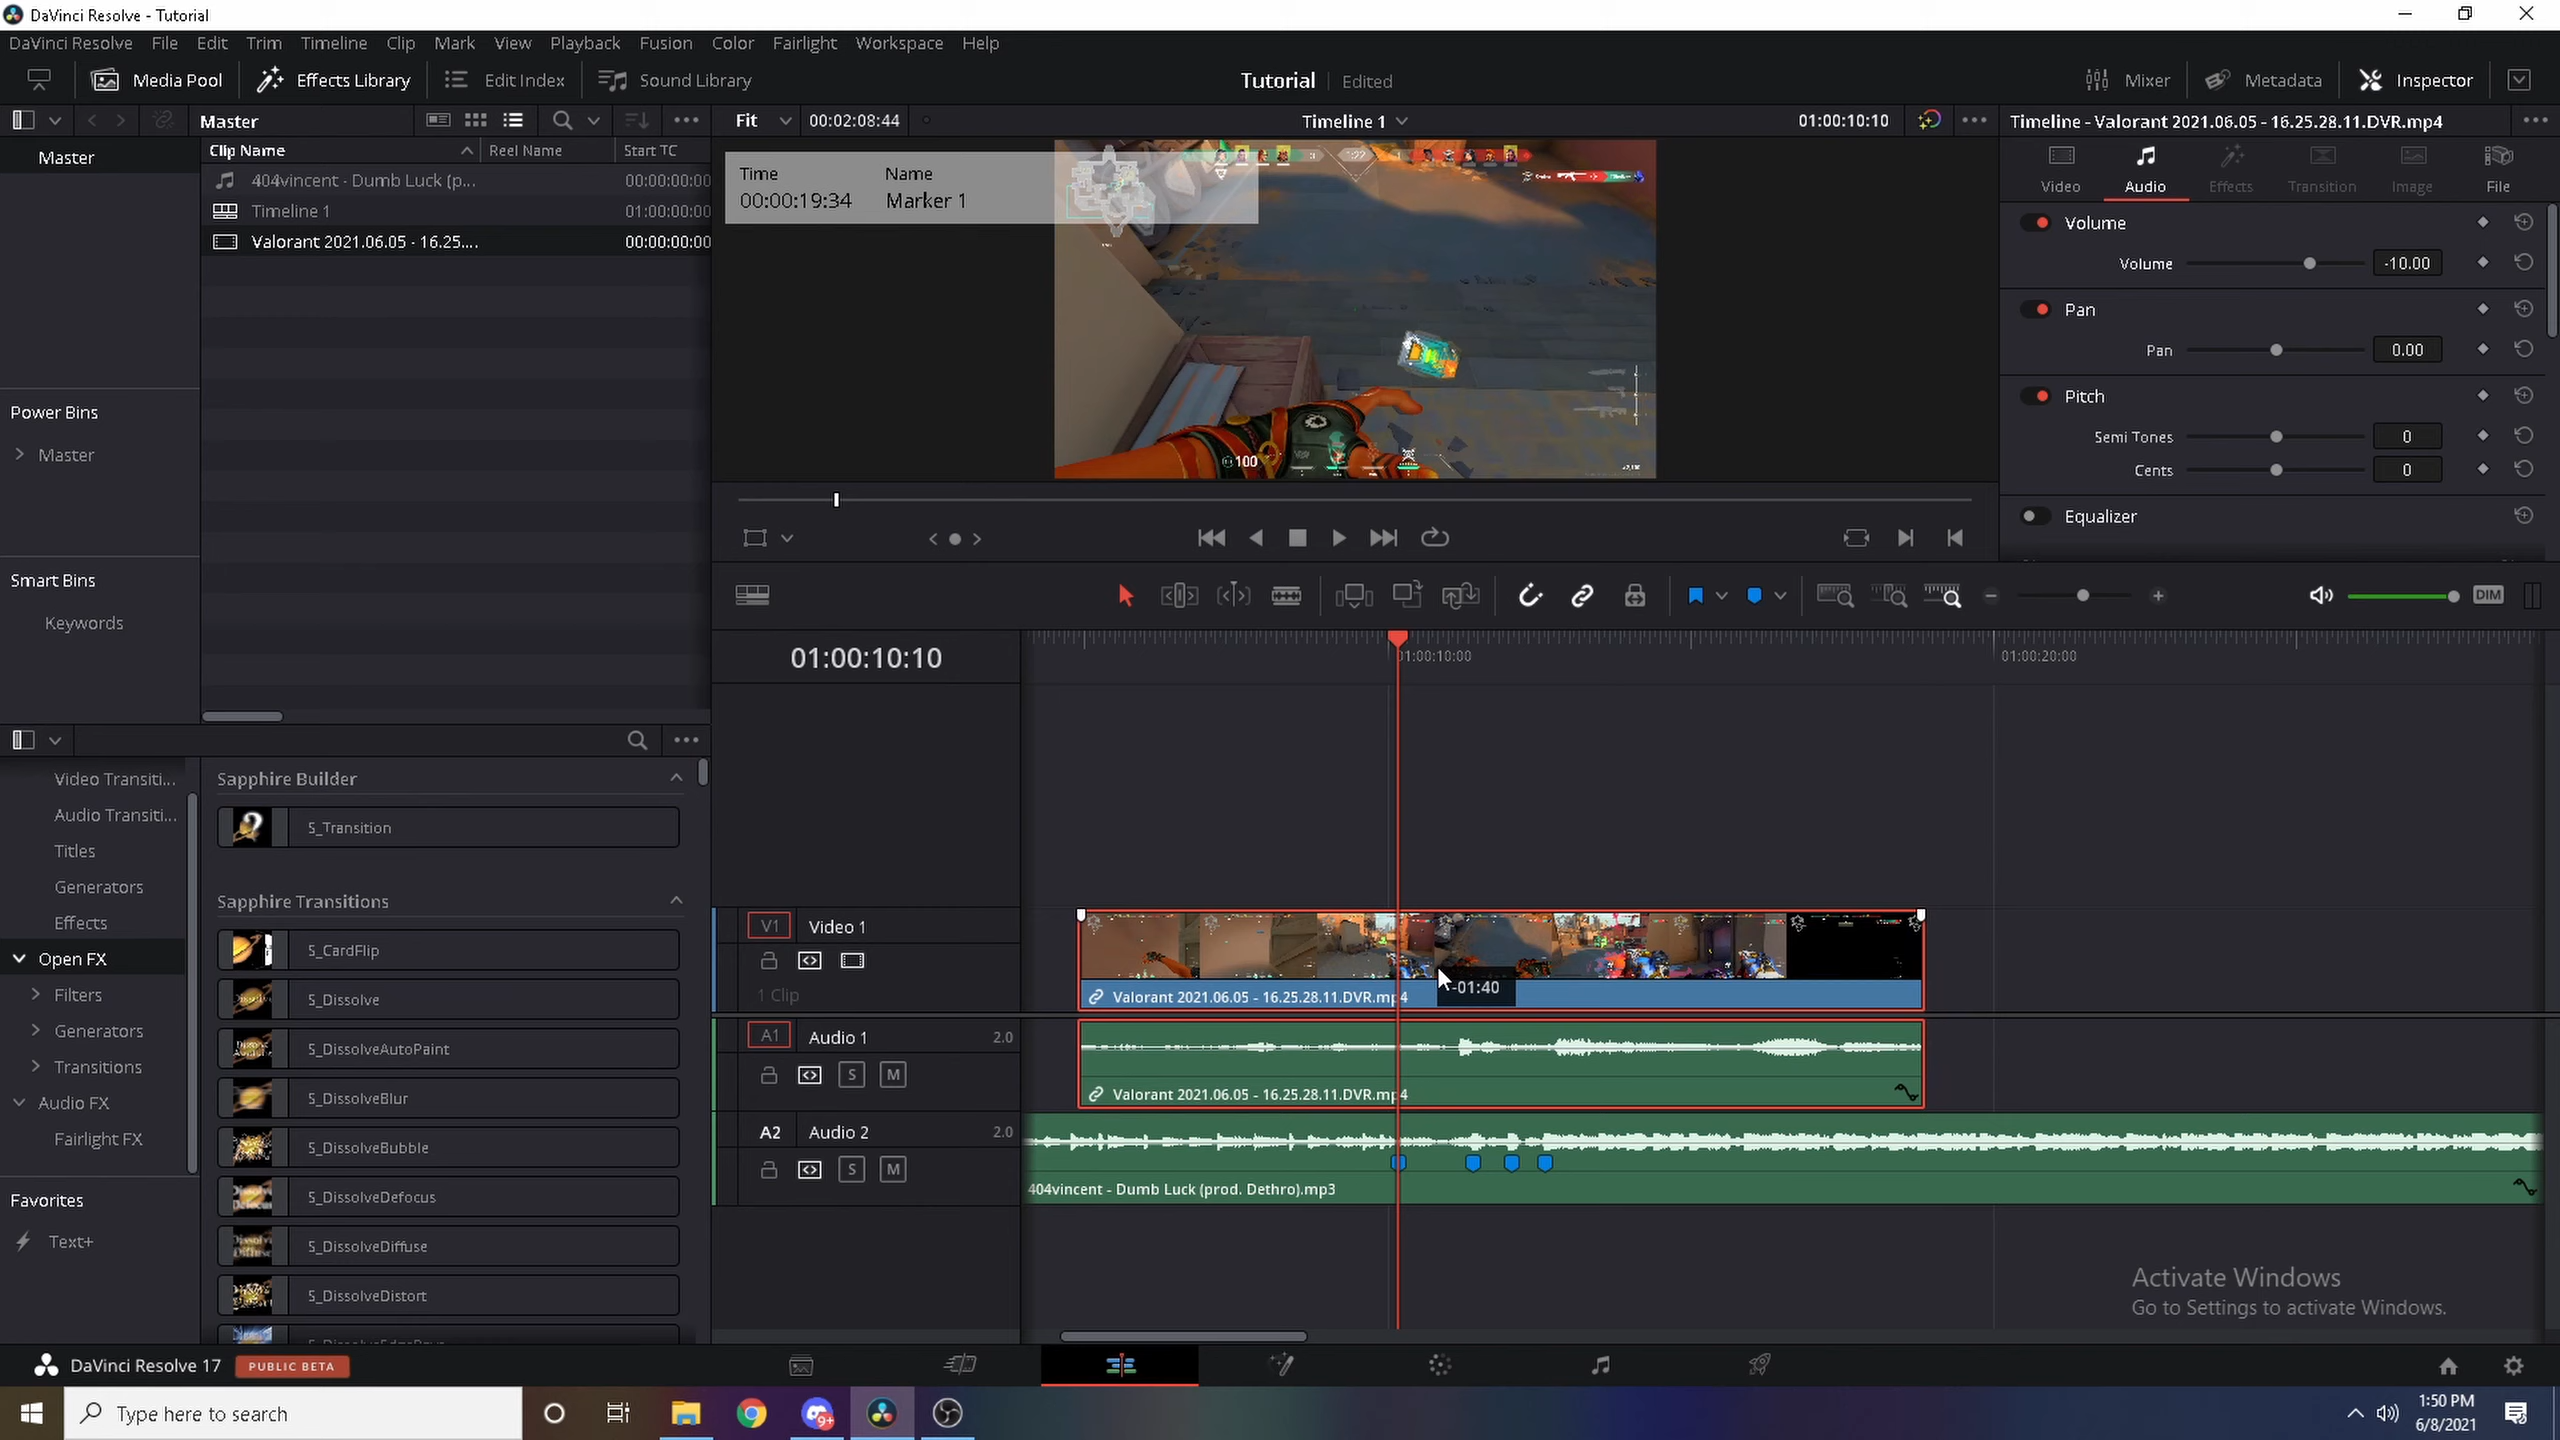 DaVinci Resolve - Tutorial
DaVinci Resolve File Edit Trim Timeline Clip Mark View Playback Fusion Color Fairlight Workspace Help
Media Pool Effects Library Edit Index Sound Library Tutorial Edited Mixer Metadata Inspector
Master Fit 00:02:08:44 Timeline 1 01:00:10:10 Timeline - Valorant 2021.06.05 - 16.25.28.11.DVR.mp4
Master
Clip Name Reel Name Start TC
404vincent - Dumb Luck (p... 00:00:00:00
Timeline 1 01:00:00:00
Valorant 2021.06.05 - 16.25.... 00:00:00:00
Time Name
00:00:19:34 Marker 1
1:22
100
Video Audio Effects Transition Image File
Volume
Volume -10.00
Pan
Pan 0.00
Pitch
Semi Tones 0
Cents 0
Equalizer
Power Bins
Master
Smart Bins
Keywords
DIM
01:00:10:10
01:00:10:00
01:00:20:00
Video Transiti...
Audio Transiti...
Titles
Generators
Effects
Open FX
Filters
Generators
Transitions
Audio FX
Fairlight FX
Favorites
Text+
Sapphire Builder
S_Transition
Sapphire Transitions
S_CardFlip
S_Dissolve
S_DissolveAutoPaint
S_DissolveBlur
S_DissolveBubble
S_DissolveDefocus
S_DissolveDiffuse
S_DissolveDistort
V1 Video 1
1 Clip
-01:40
Valorant 2021.06.05 - 16.25.28.11.DVR.mp4
A1 Audio 1 2.0
S M
Valorant 2021.06.05 - 16.25.28.11.DVR.mp4
A2 Audio 2 2.0
S M
404vincent - Dumb Luck (prod. Dethro).mp3
Activate Windows
Go to Settings to activate Windows.
DaVinci Resolve 17 PUBLIC BETA
Type here to search
9+
1:50 PM
6/8/2021